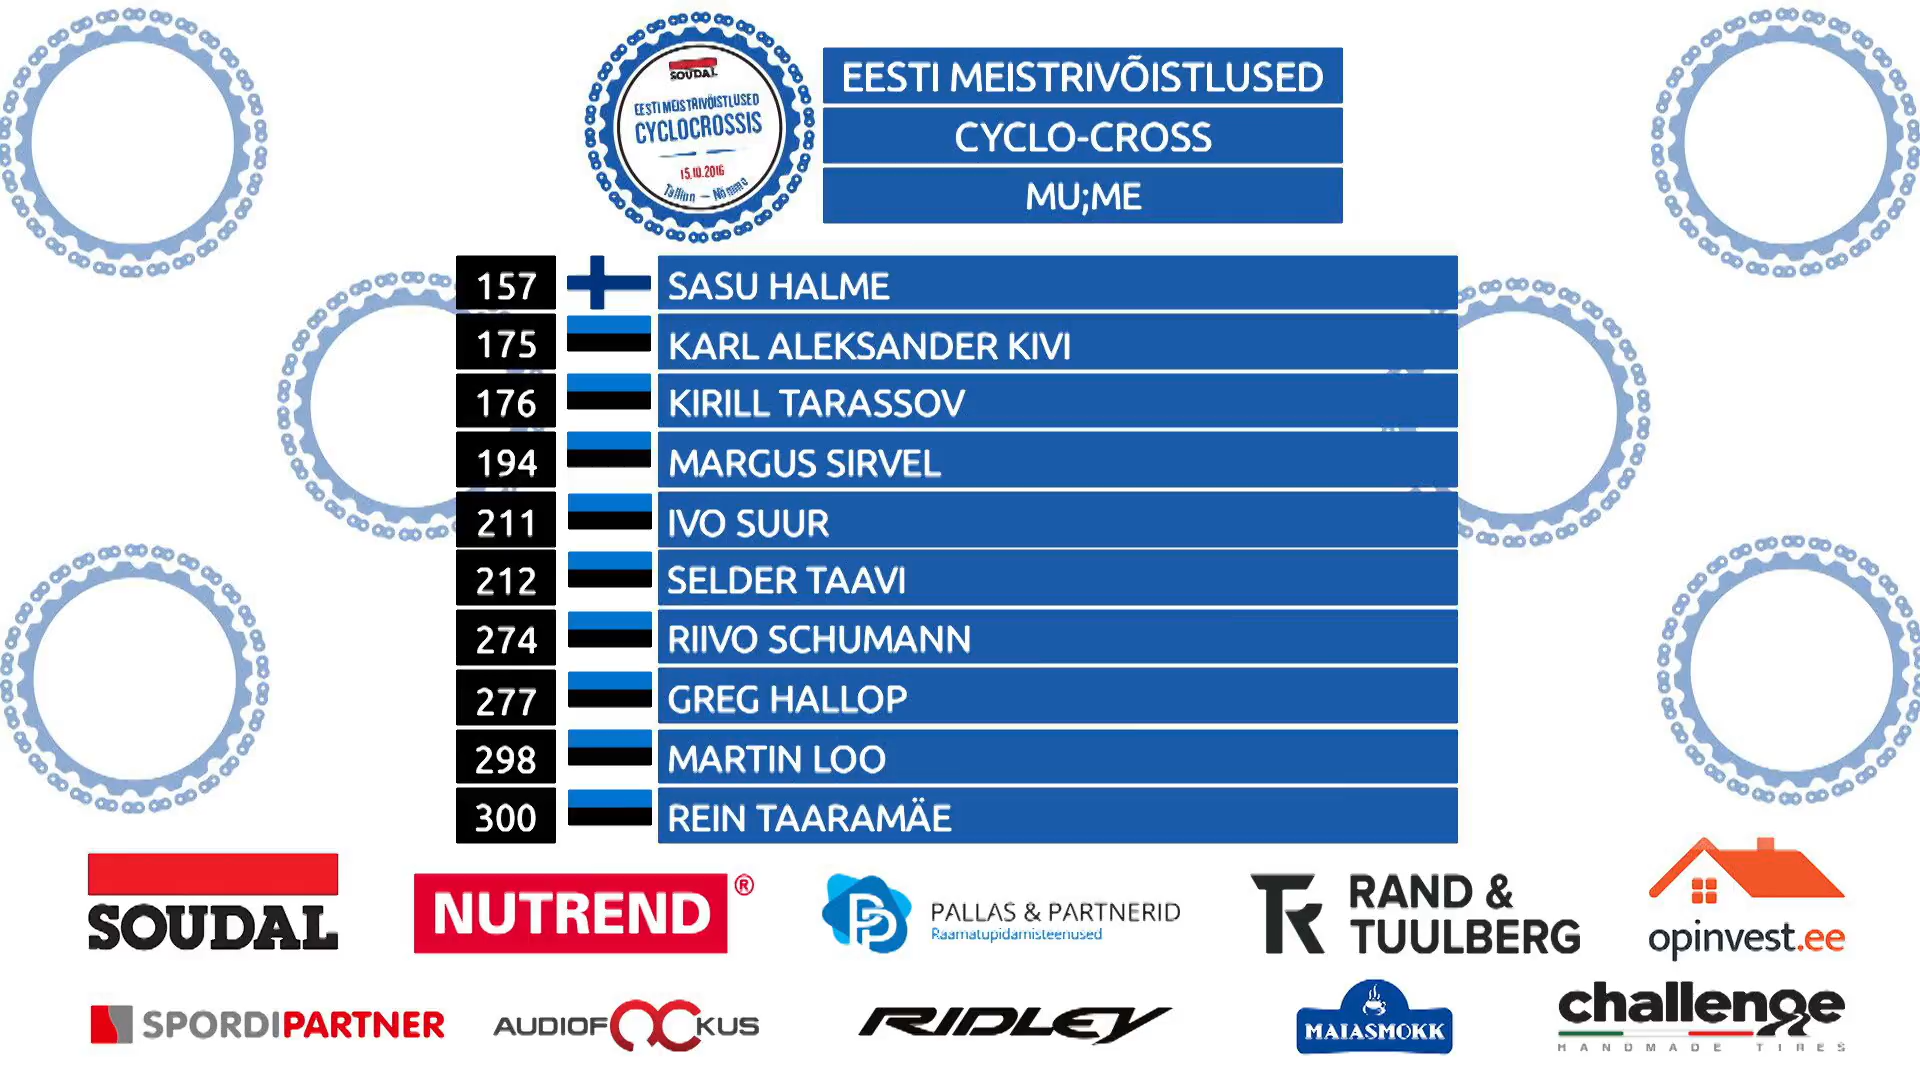 SOUDAL
EESTI MEISTRIVÕISTLUSED
CYCLOCROSSIS
15.10.2016
Tallinn — Nõmme
EESTI MEISTRIVÕISTLUSED
CYCLO-CROSS
MU;ME
157 SASU HALME
175 KARL ALEKSANDER KIVI
176 KIRILL TARASSOV
194 MARGUS SIRVEL
211 IVO SUUR
212 SELDER TAAVI
274 RIIVO SCHUMANN
277 GREG HALLOP
298 MARTIN LOO
300 REIN TAARAMÄE
SOUDAL
NUTREND®
PALLAS & PARTNERID
Raamatupidamisteenused
RAND &
TUULBERG
opinvest.ee
SPORDIPARTNER
AUDIOFOOKUS
RIDLEY
MAIASMOKK
challenge
HANDMADE TIRES